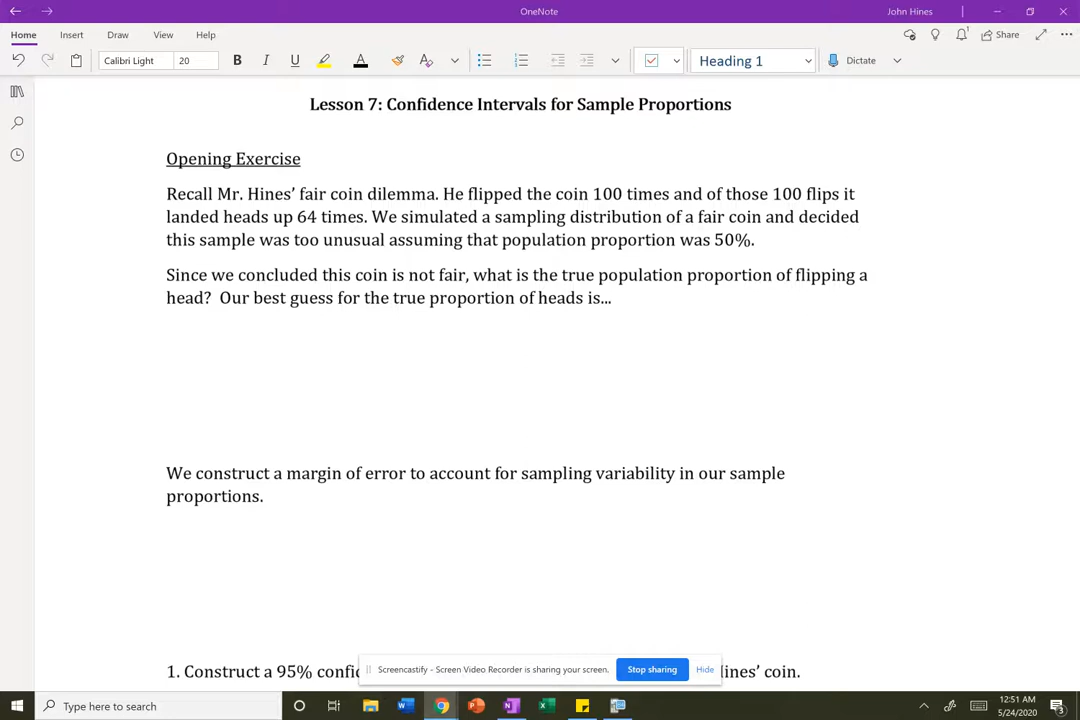 OneNote
John Hines
Home Insert Draw View Help
Share
Calibri Light 20 B I U A Heading 1 Dictate
Lesson 7: Confidence Intervals for Sample Proportions
Opening Exercise
Recall Mr. Hines’ fair coin dilemma. He flipped the coin 100 times and of those 100 flips it
landed heads up 64 times. We simulated a sampling distribution of a fair coin and decided
this sample was too unusual assuming that population proportion was 50%.
Since we concluded this coin is not fair, what is the true population proportion of flipping a
head? Our best guess for the true proportion of heads is...
We construct a margin of error to account for sampling variability in our sample
proportions.
1. Construct a 95% confi
Screencastify - Screen Video Recorder is sharing your screen. Stop sharing Hide
lines’ coin.
Type here to search
12:51 AM
5/24/2020
3